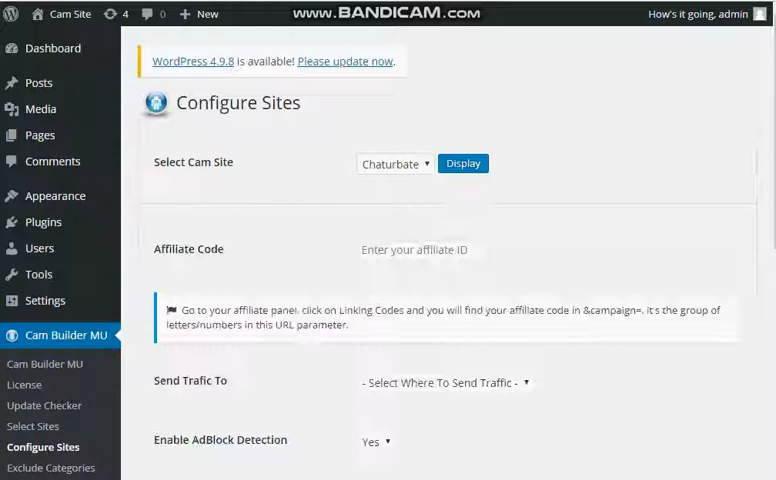 Cam Site 4 0 New www.BANDICAM.com How's it going, admin
Dashboard
Posts
Media
Pages
Comments
Appearance
Plugins
Users
Tools
Settings
Cam Builder MU
Cam Builder MU
License
Update Checker
Select Sites
Configure Sites
Exclude Categories
WordPress 4.9.8 is available! Please update now.
Configure Sites
Select Cam Site Chaturbate Display
Affiliate Code Enter your affiliate ID
Go to your affiliate panel, click on Linking Codes and you will find your affiliate code in &campaign=. It's the group of
letters/numbers in this URL parameter.
Send Trafic To - Select Where To Send Traffic -
Enable AdBlock Detection Yes